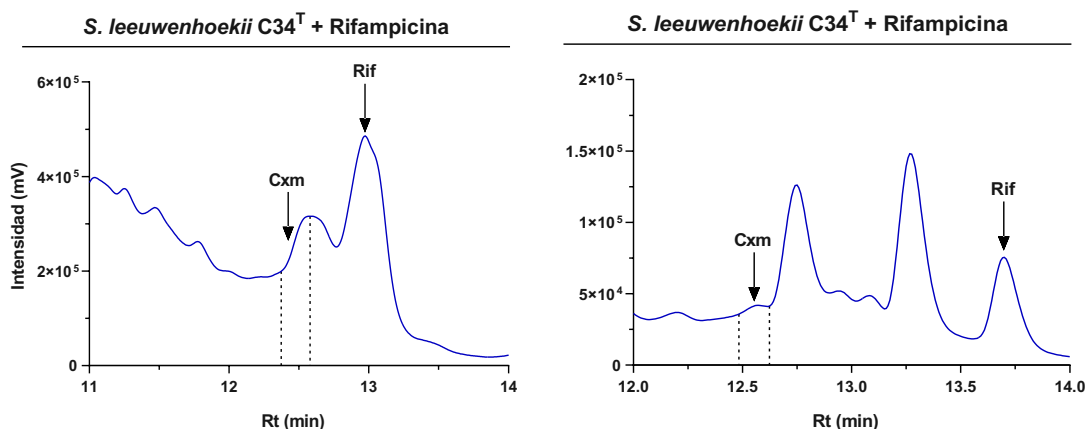 S. leeuwenhoekii C34ᵀ + Rifampicina
6×10⁵
4×10⁵
2×10⁵
0
Intensidad (mV)
Cxm
Rif
11
12
13
14
Rt (min)
S. leeuwenhoekii C34ᵀ + Rifampicina
2×10⁵
1.5×10⁵
1×10⁵
5×10⁴
0
Cxm
Rif
12.0
12.5
13.0
13.5
14.0
Rt (min)